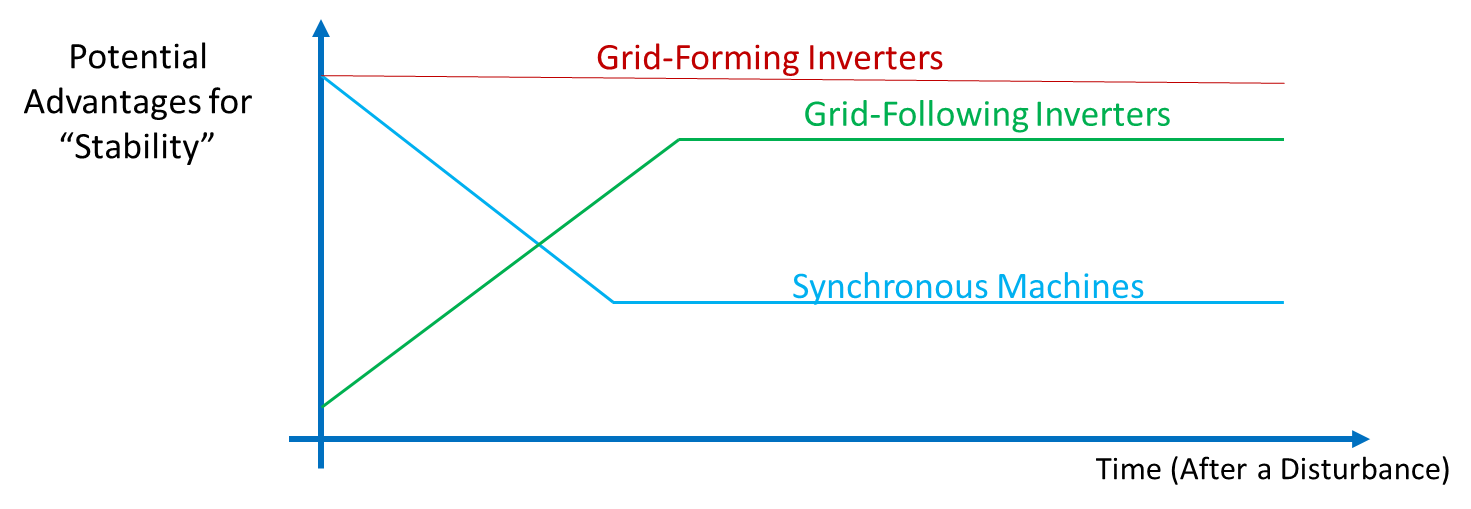 Potential
Advantages for
“Stability”
Grid-Forming Inverters
Grid-Following Inverters
Synchronous Machines
Time (After a Disturbance)